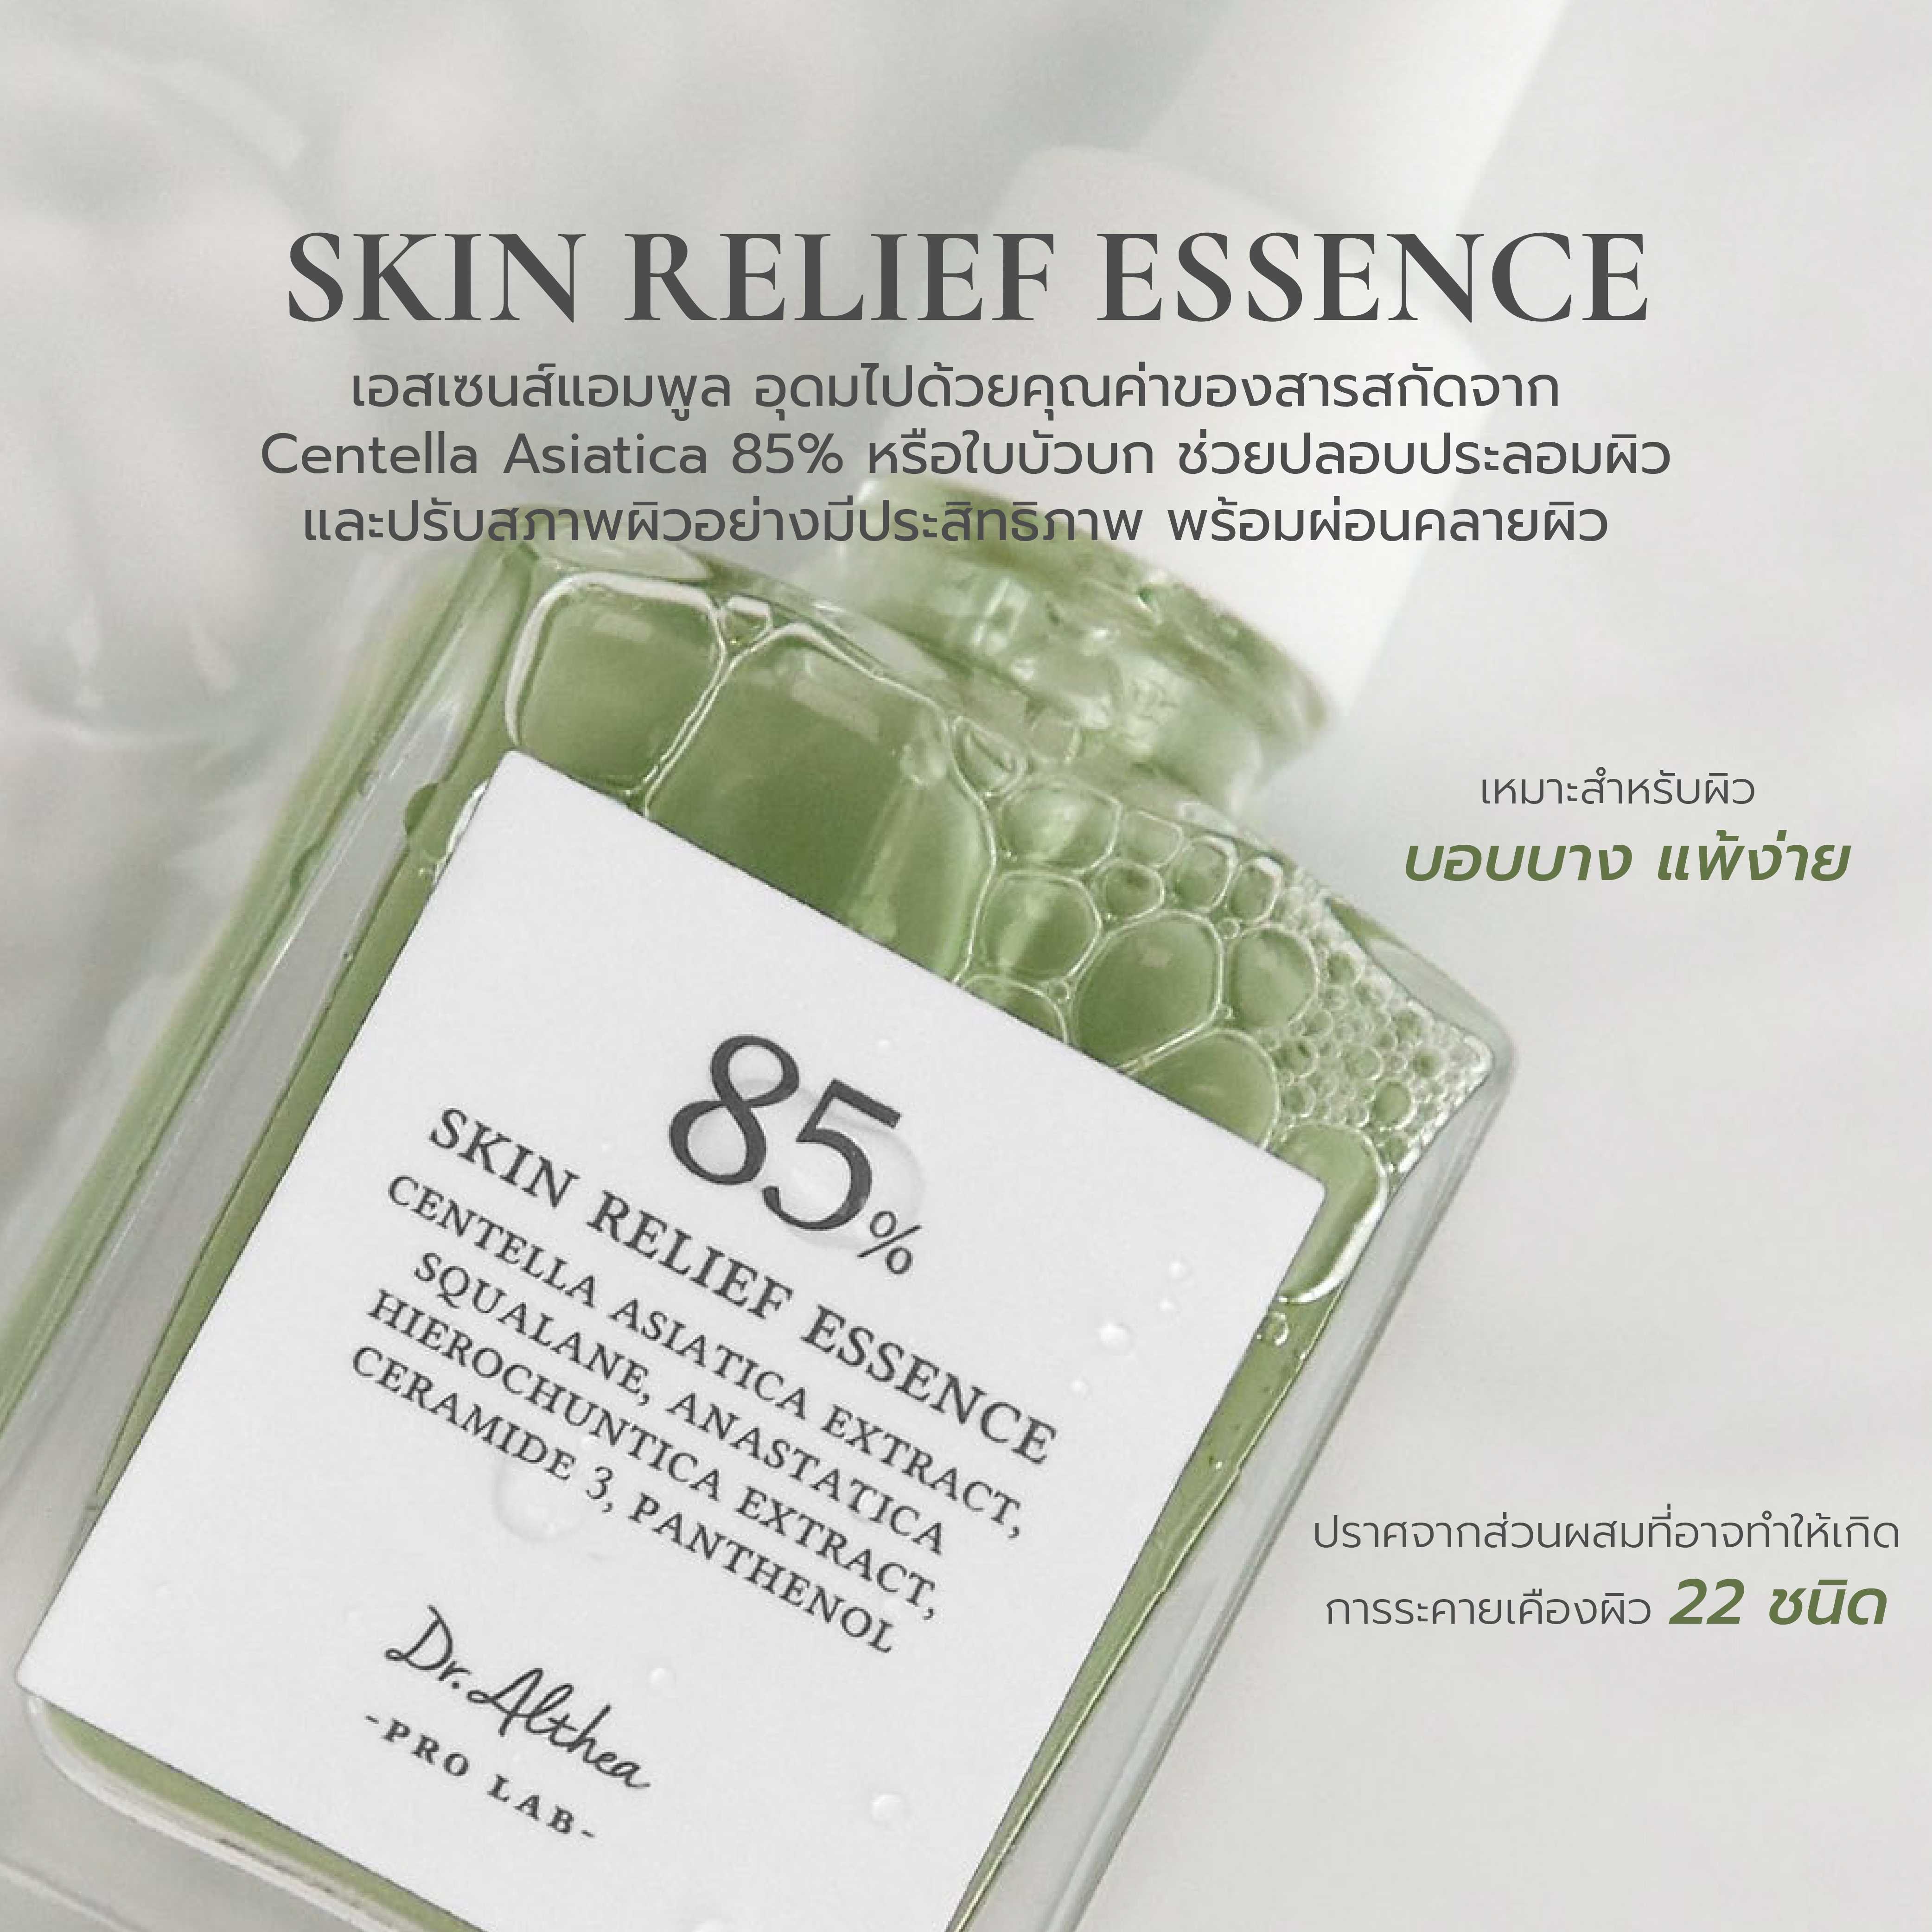 SKIN RELIEF ESSENCE
เอสเซนส์แอมพูล อุดมไปด้วยคุณค่าของสารสกัดจาก
Centella Asiatica 85% หรือใบบัวบก ช่วยปลอบประลอมผิว
และปรับสภาพผิวอย่างมีประสิทธิภาพ พร้อมผ่อนคลายผิว
เหมาะสำหรับผิว
บอบบาง แพ้ง่าย
85%
SKIN RELIEF ESSENCE
CENTELLA ASIATICA EXTRACT,
SQUALANE, ANASTATICA
HIEROCHUNTICA EXTRACT,
CERAMIDE 3, PANTHENOL
Dr. Althea
-PRO LAB-
ปราศจากส่วนผสมที่อาจทำให้เกิด
การระคายเคืองผิว 22 ชนิด